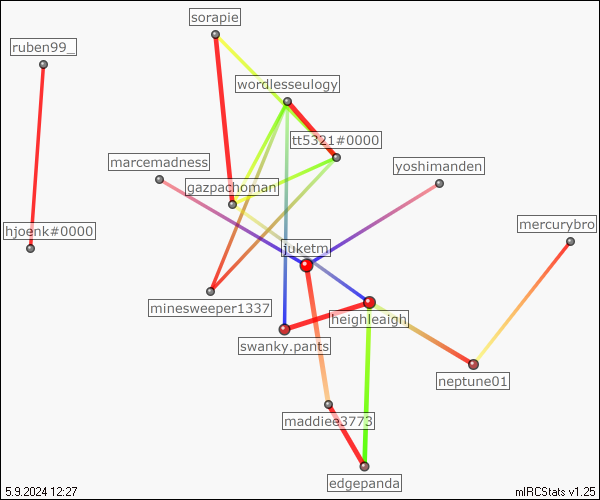 sorapie
ruben99_
wordlesseulogy
tt5321#0000
marcemadness
yoshimanden
gazpachoman
mercurybro
hjoenk#0000
juketm
minesweeper1337
heighleaigh
swanky.pants
neptune01
maddiee3773
edgepanda
5.9.2024 12:27
mIRCStats v1.25